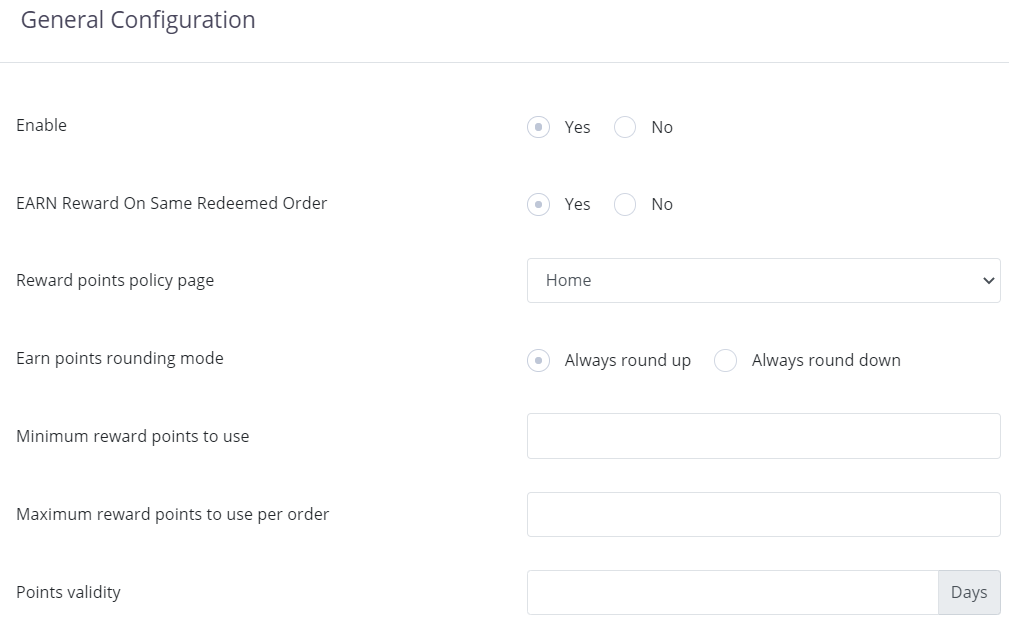 General Configuration
Enable
Yes No
EARN Reward On Same Redeemed Order
Yes No
Reward points policy page
Home
Earn points rounding mode
Always round up Always round down
Minimum reward points to use
Maximum reward points to use per order
Points validity
Days